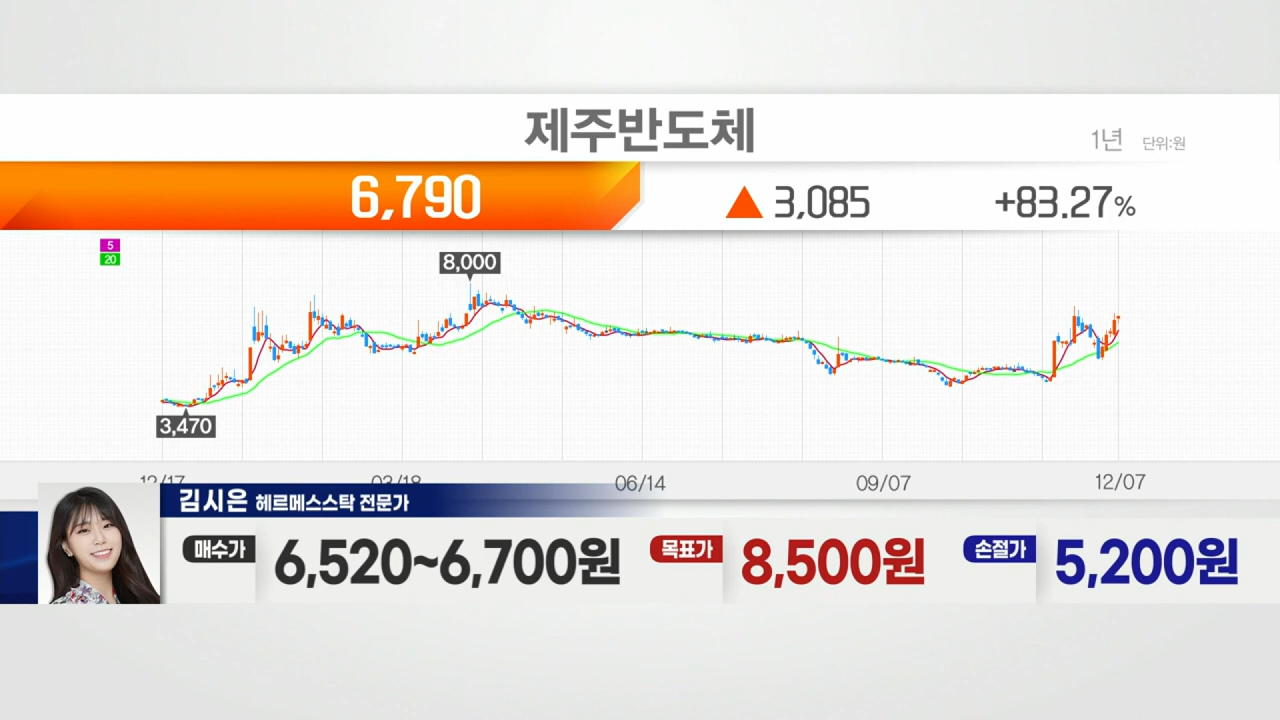 제주반도체
1년 단위:원
6,790 ▲ 3,085 +83.27%
5
20
8,000
3,470
12/17 03/18 06/14 09/07 12/07
김시은 헤르메스스탁 전문가
매수가 6,520~6,700원 목표가 8,500원 손절가 5,200원